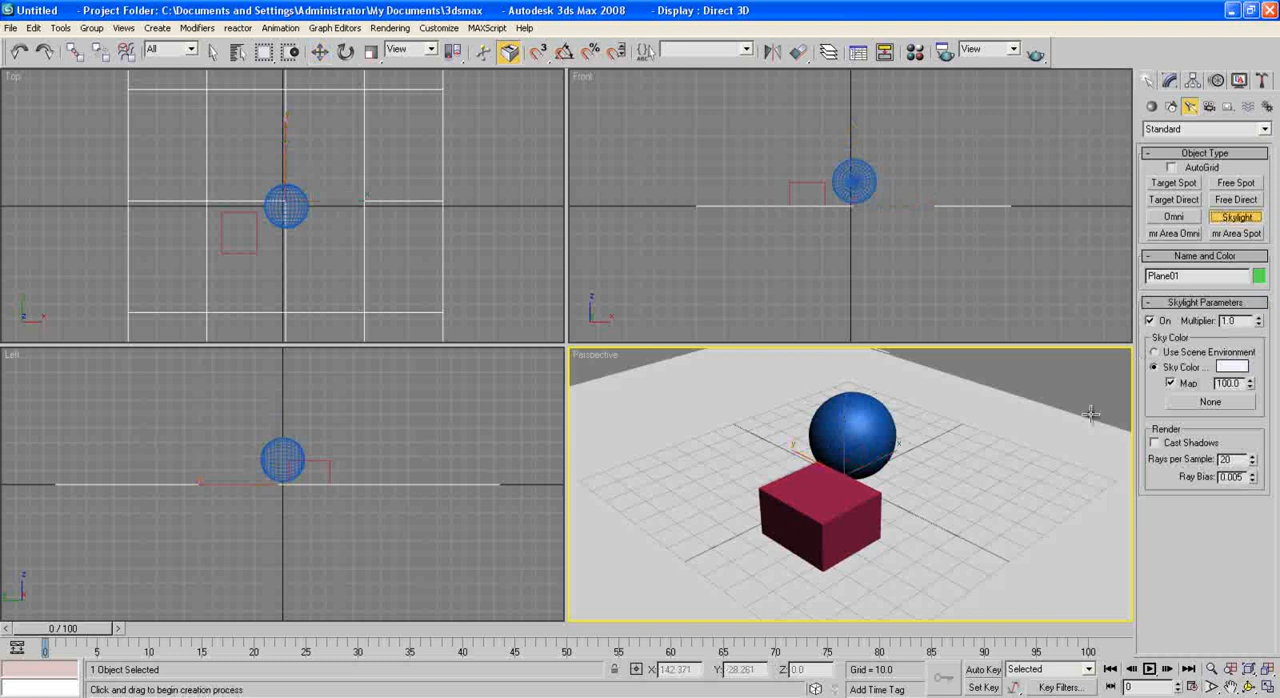 Untitled - Project Folder: C:\Documents and Settings\Administrator\My Documents\3dsmax - Autodesk 3ds Max 2008 - Display : Direct 3D
File Edit Tools Group Views Create Modifiers reactor Animation Graph Editors Rendering Customize MAXScript Help
All View View
Top
Front
Left
Perspective
z x
z x
z y
y x
Standard
- Object Type
AutoGrid
Target Spot Free Spot
Target Direct Free Direct
Omni Skylight
mr Area Omni mr Area Spot
- Name and Color
Plane01
- Skylight Parameters
On Multiplier: 1.0
Sky Color
Use Scene Environment
Sky Color ...
Map 100.0
None
Render
Cast Shadows
Rays per Sample: 20
Ray Bias: 0.005
< 0 / 100 >
0 5 10 15 20 25 30 35 40 45 50 55 60 65 70 75 80 85 90 95 100
1 Object Selected X: 142.371 Y: -28.261 Z: 0.0 Grid = 10.0 Auto Key Selected
Click and drag to begin creation process Add Time Tag Set Key Key Filters... 0